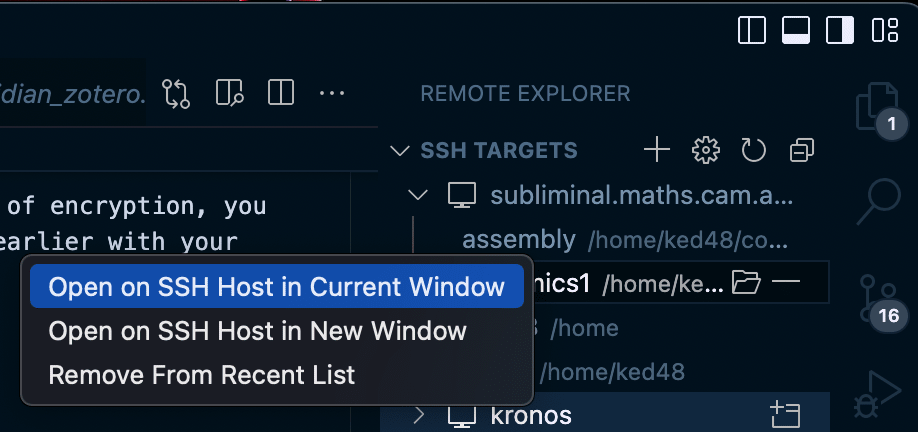 dian_zotero.
REMOTE EXPLORER
1
SSH TARGETS
subliminal.maths.cam.a...
of encryption, you
earlier with your
assembly /home/ked48/co...
Open on SSH Host in Current Window
nics1 /home/ke...
16
Open on SSH Host in New Window
/home
Remove From Recent List
/home/ked48
kronos